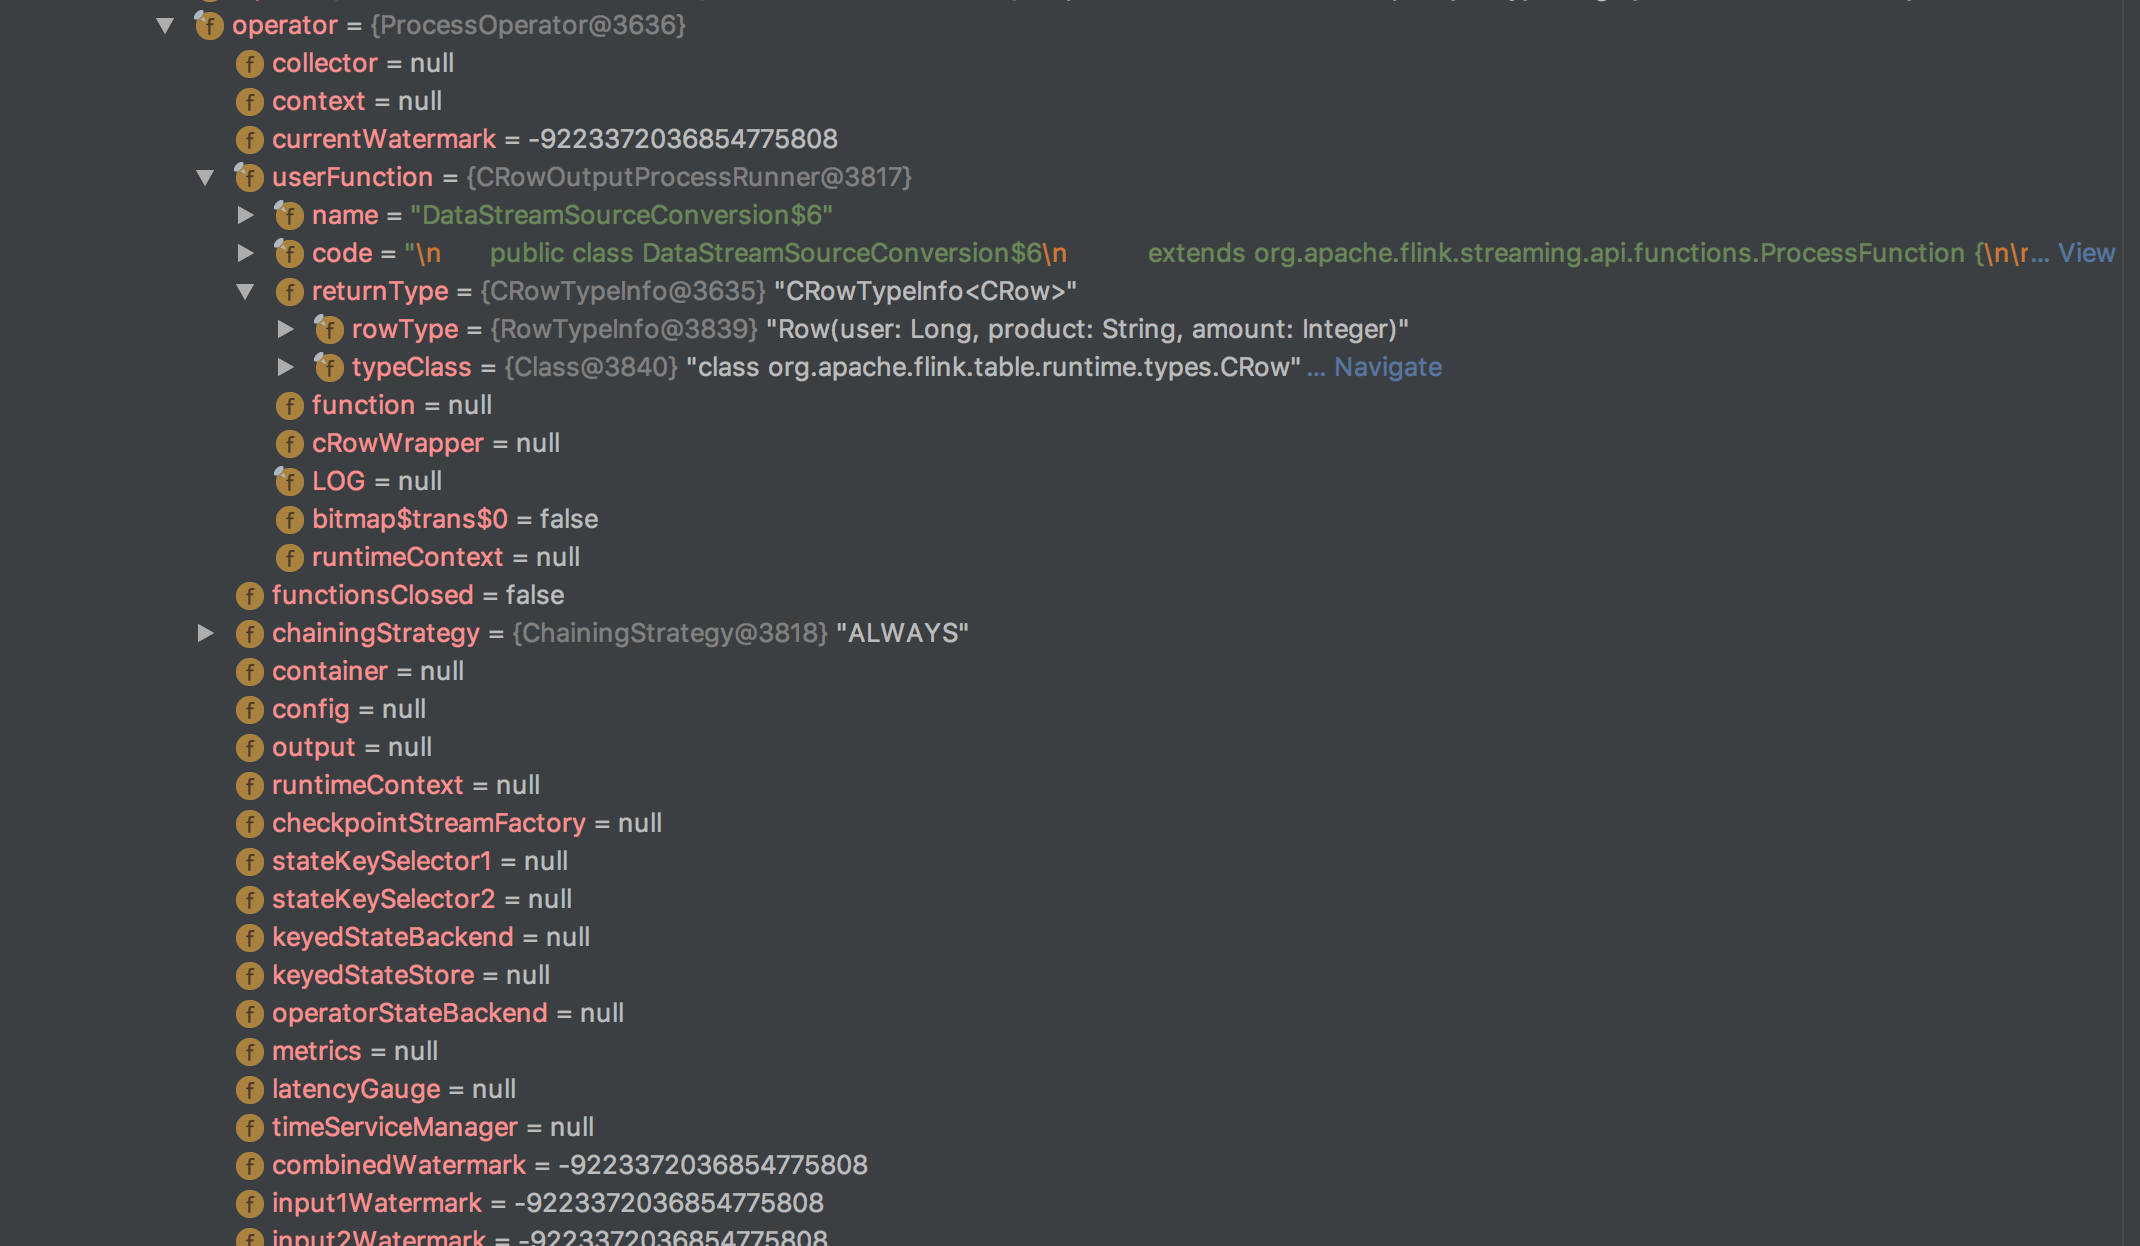 operator = {ProcessOperator@3636}
collector = null
context = null
currentWatermark = -9223372036854775808
userFunction = {CRowOutputProcessRunner@3817}
name = "DataStreamSourceConversion$6"
code = "\n public class DataStreamSourceConversion$6\n extends org.apache.flink.streaming.api.functions.ProcessFunction {\n\r... View
returnType = {CRowTypeInfo@3635} "CRowTypeInfo<CRow>"
rowType = {RowTypeInfo@3839} "Row(user: Long, product: String, amount: Integer)"
typeClass = {Class@3840} "class org.apache.flink.table.runtime.types.CRow" ... Navigate
function = null
cRowWrapper = null
LOG = null
bitmap$trans$0 = false
runtimeContext = null
functionsClosed = false
chainingStrategy = {ChainingStrategy@3818} "ALWAYS"
container = null
config = null
output = null
runtimeContext = null
checkpointStreamFactory = null
stateKeySelector1 = null
stateKeySelector2 = null
keyedStateBackend = null
keyedStateStore = null
operatorStateBackend = null
metrics = null
latencyGauge = null
timeServiceManager = null
combinedWatermark = -9223372036854775808
input1Watermark = -9223372036854775808
input2Watermark = -9223372036854775808